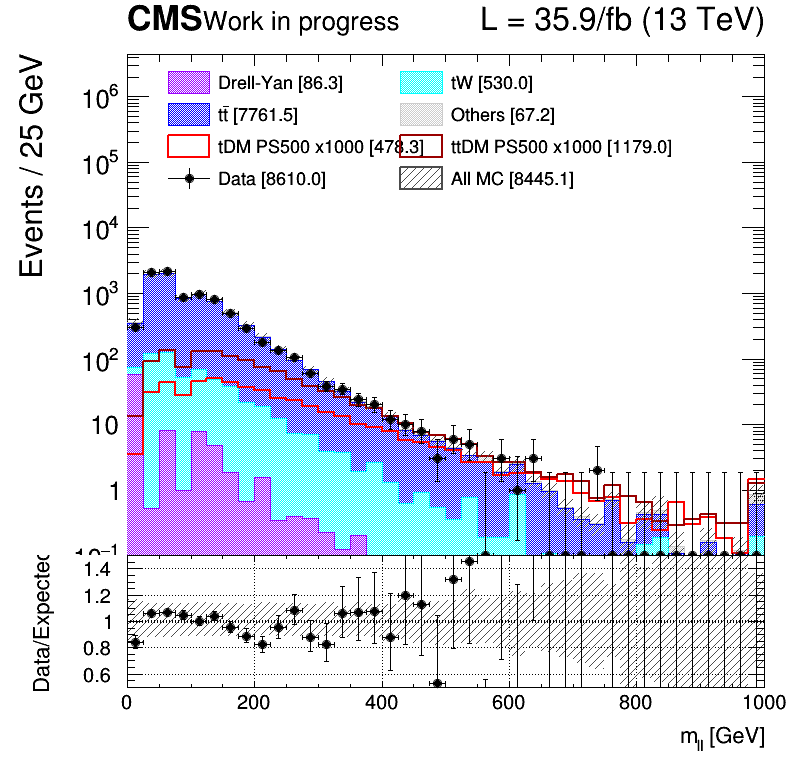 CMS Work in progress L = 35.9/fb (13 TeV)
Events / 25 GeV
Drell-Yan [86.3] tW [530.0]
tt̄ [7761.5] Others [67.2]
tDM PS500 x1000 [478.3] ttDM PS500 x1000 [1179.0]
Data [8610.0] All MC [8445.1]
10⁶
10⁵
10⁴
10³
10²
10
1
10⁻¹
Data/Expected
1.4
1.2
1
0.8
0.6
0 200 400 600 800 1000
m_ll [GeV]